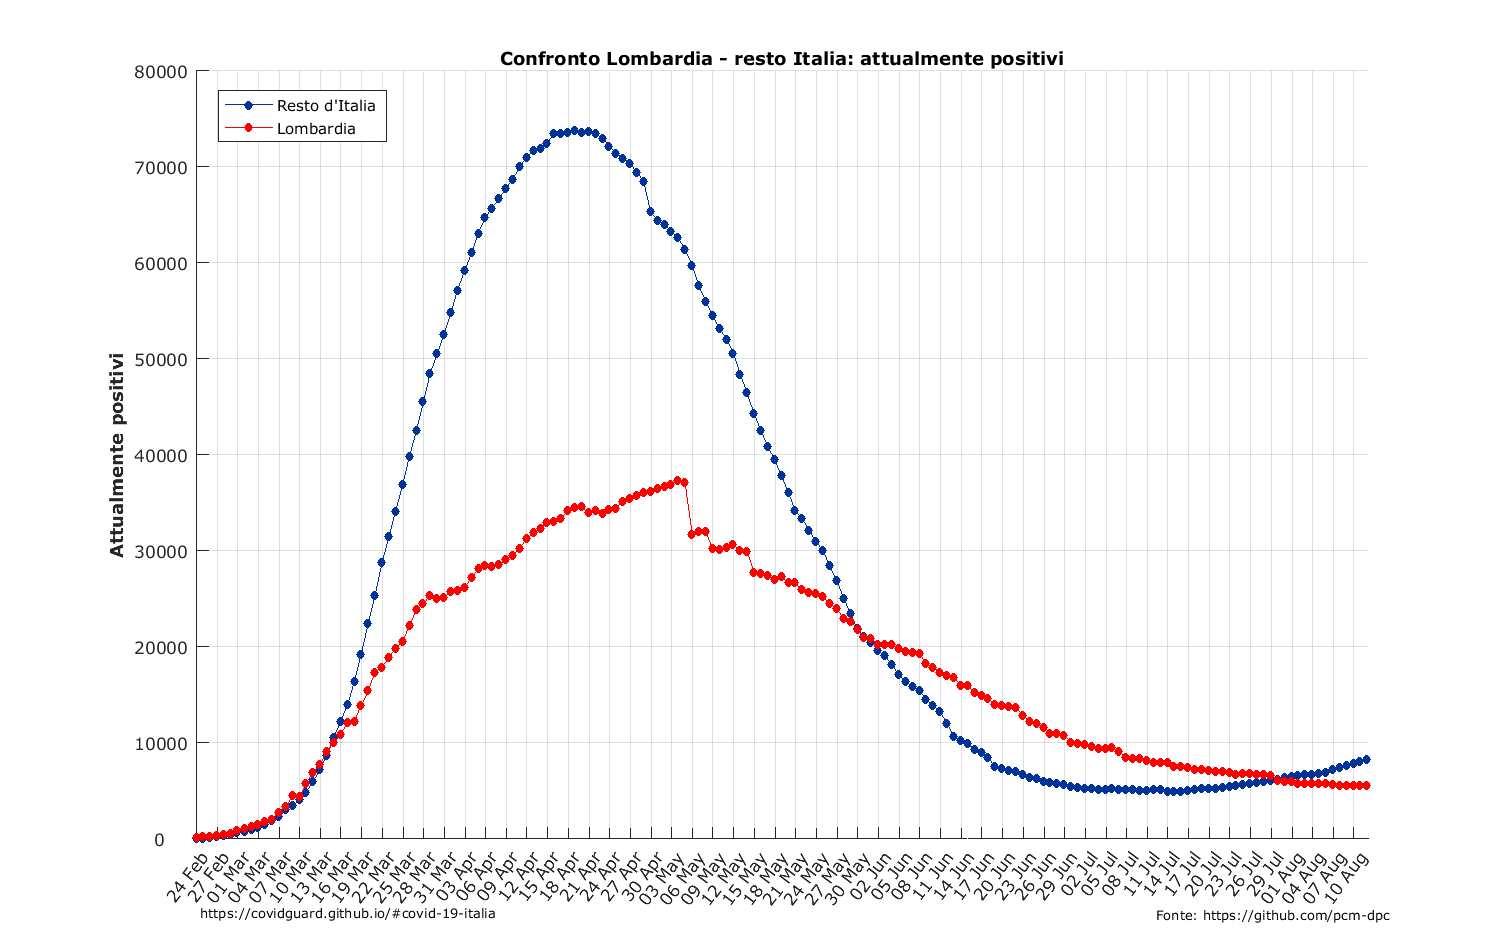 Confronto Lombardia - resto Italia: attualmente positivi
Resto d'Italia
Lombardia
Attualmente positivi
80000
70000
60000
50000
40000
30000
20000
10000
0
24 Feb
27 Feb
01 Mar
04 Mar
07 Mar
10 Mar
13 Mar
16 Mar
19 Mar
22 Mar
25 Mar
28 Mar
31 Mar
03 Apr
06 Apr
09 Apr
12 Apr
15 Apr
18 Apr
21 Apr
24 Apr
27 Apr
30 Apr
03 May
06 May
09 May
12 May
15 May
18 May
21 May
24 May
27 May
30 May
02 Jun
05 Jun
08 Jun
11 Jun
14 Jun
17 Jun
20 Jun
23 Jun
26 Jun
29 Jun
02 Jul
05 Jul
08 Jul
11 Jul
14 Jul
17 Jul
20 Jul
23 Jul
26 Jul
29 Jul
01 Aug
04 Aug
07 Aug
10 Aug
https://covidguard.github.io/#covid-19-italia
Fonte: https://github.com/pcm-dpc